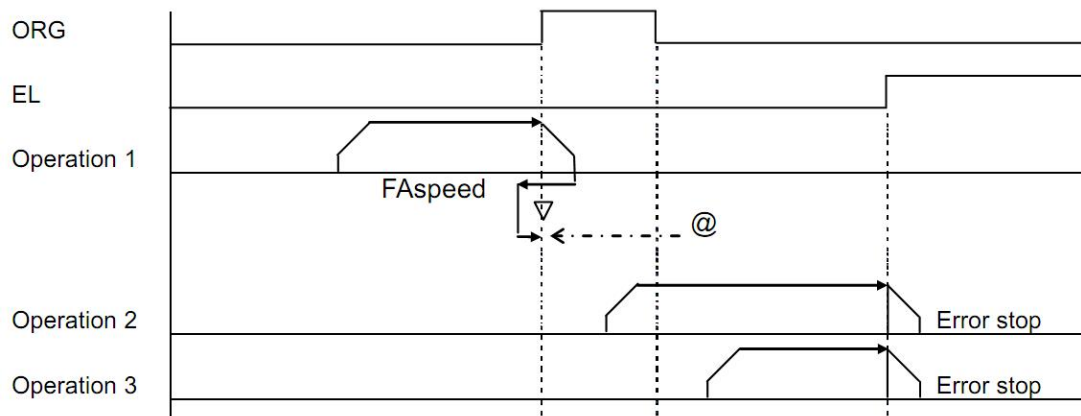 ORG
EL
Operation 1
FAspeed
@
Operation 2
Error stop
Operation 3
Error stop